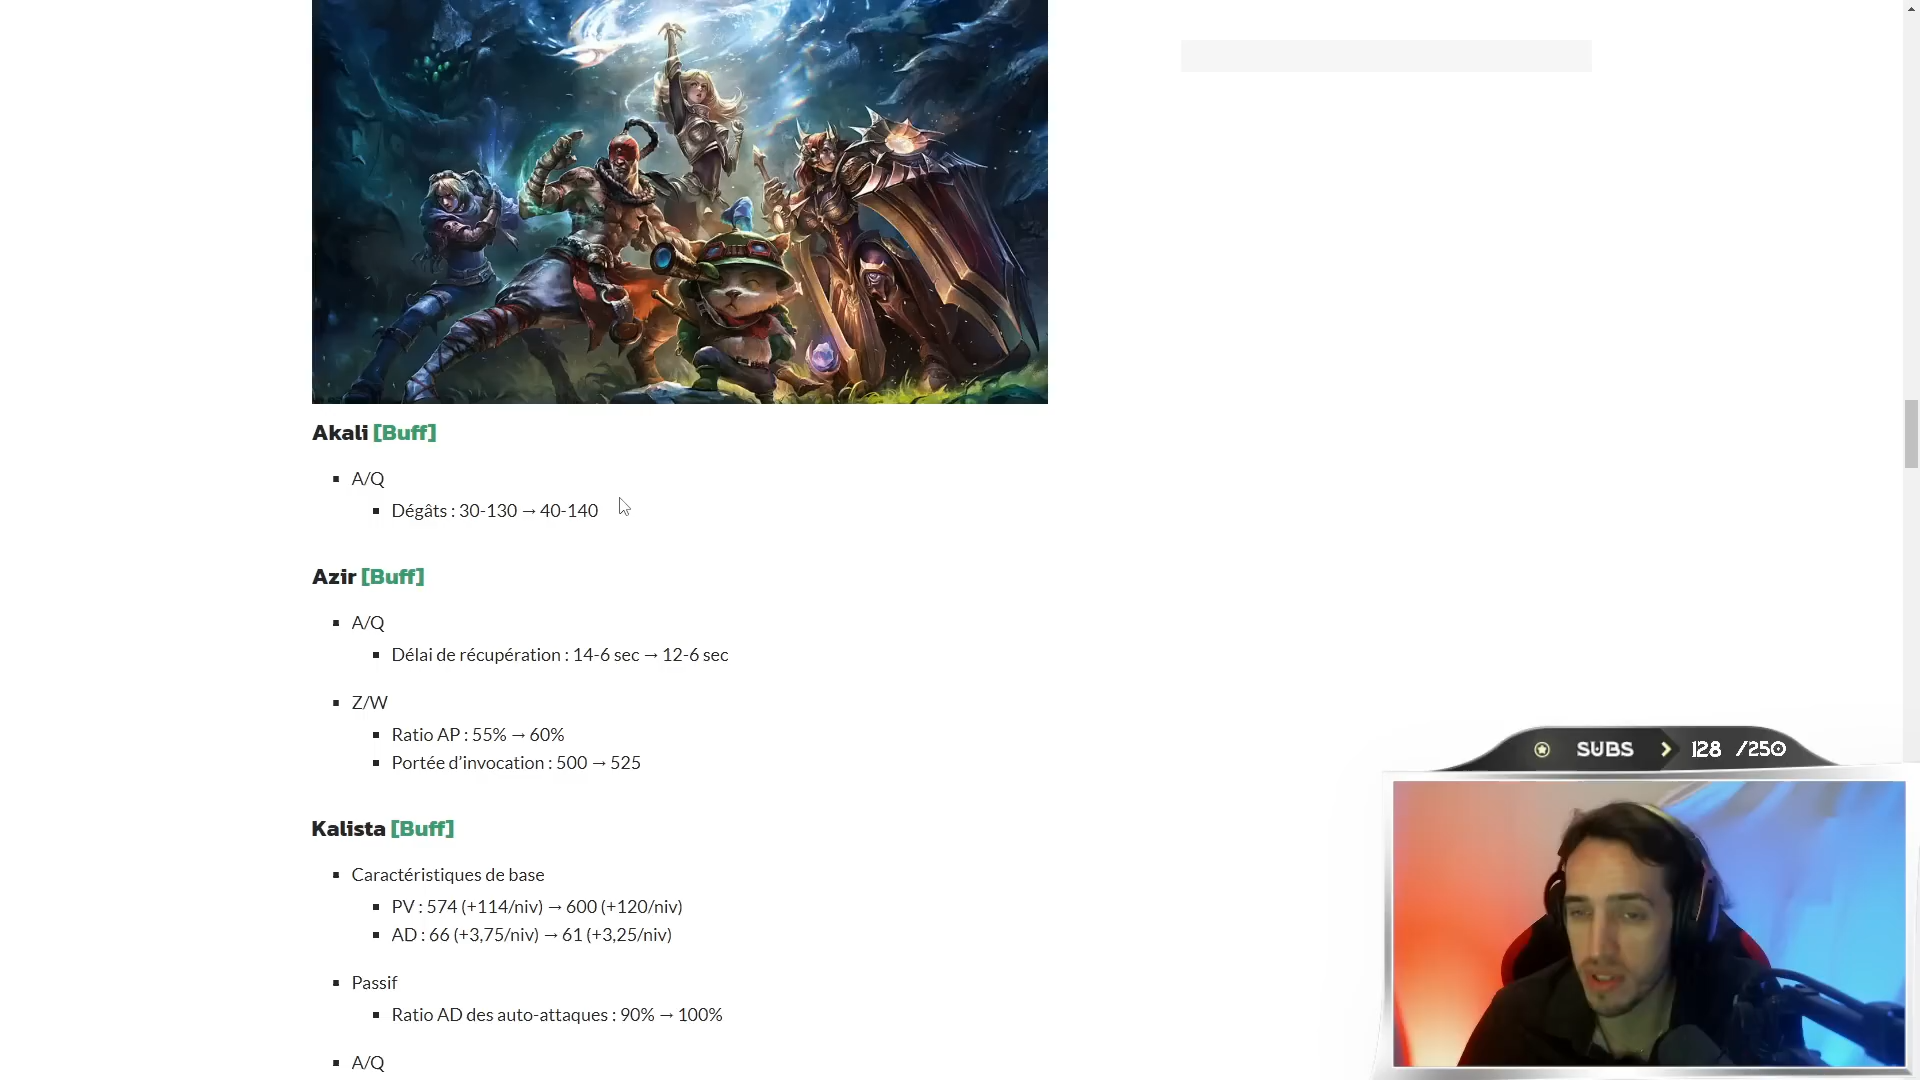 Akali [Buff]
A/Q
Dégâts : 30-130 → 40-140
Azir [Buff]
A/Q
Délai de récupération : 14-6 sec → 12-6 sec
Z/W
Ratio AP : 55% → 60%
Portée d’invocation : 500 → 525
Kalista [Buff]
Caractéristiques de base
PV : 574 (+114/niv) → 600 (+120/niv)
AD : 66 (+3,75/niv) → 61 (+3,25/niv)
Passif
Ratio AD des auto-attaques : 90% → 100%
A/Q
SUBS > 128 /250